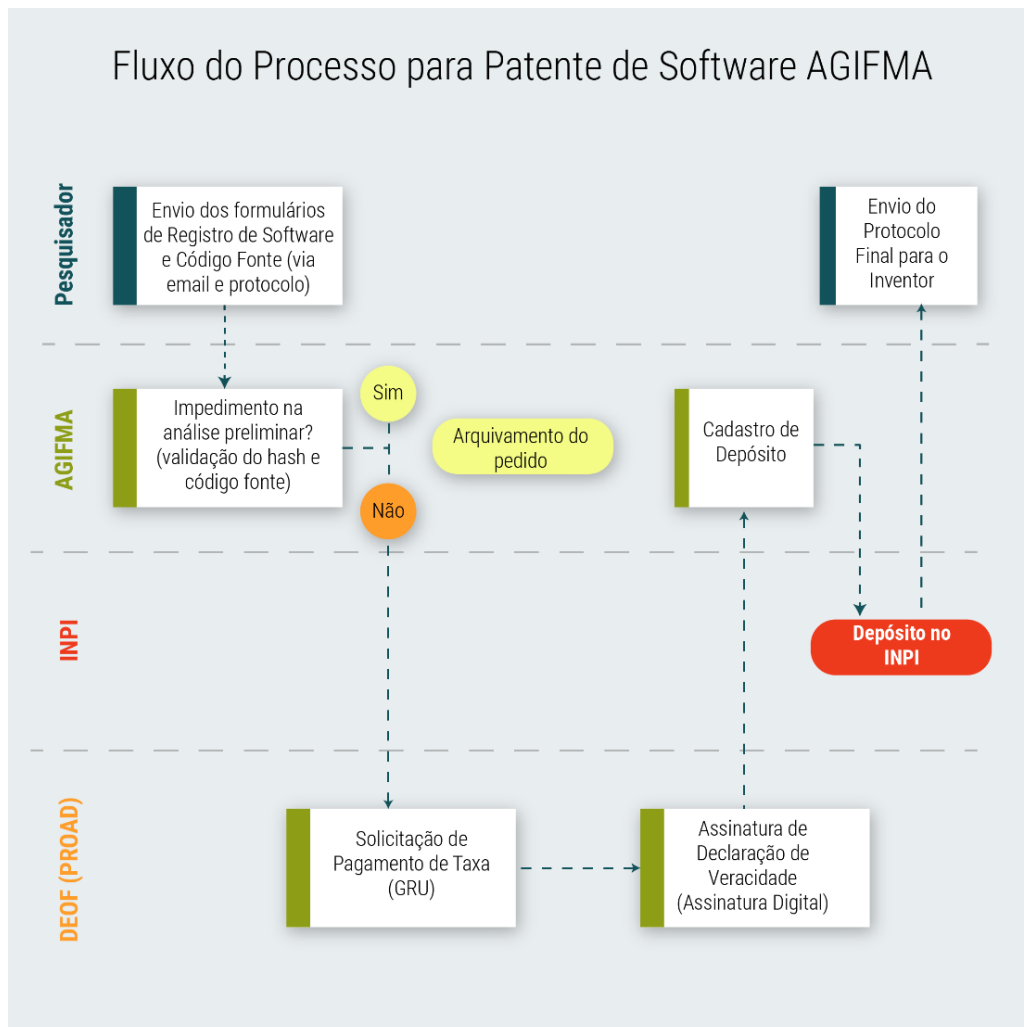 Fluxo do Processo para Patente de Software AGIFMA
Pesquisador
Envio dos formulários
de Registro de Software
e Código Fonte (via
email e protocolo)
Envio do
Protocolo
Final para o
Inventor
AGIFMA
Impedimento na
análise preliminar?
(validação do hash e
código fonte)
Sim
Não
Arquivamento do
pedido
Cadastro de
Depósito
INPI
Depósito no
INPI
DEOF (PROAD)
Solicitação de
Pagamento de Taxa
(GRU)
Assinatura de
Declaração de
Veracidade
(Assinatura Digital)